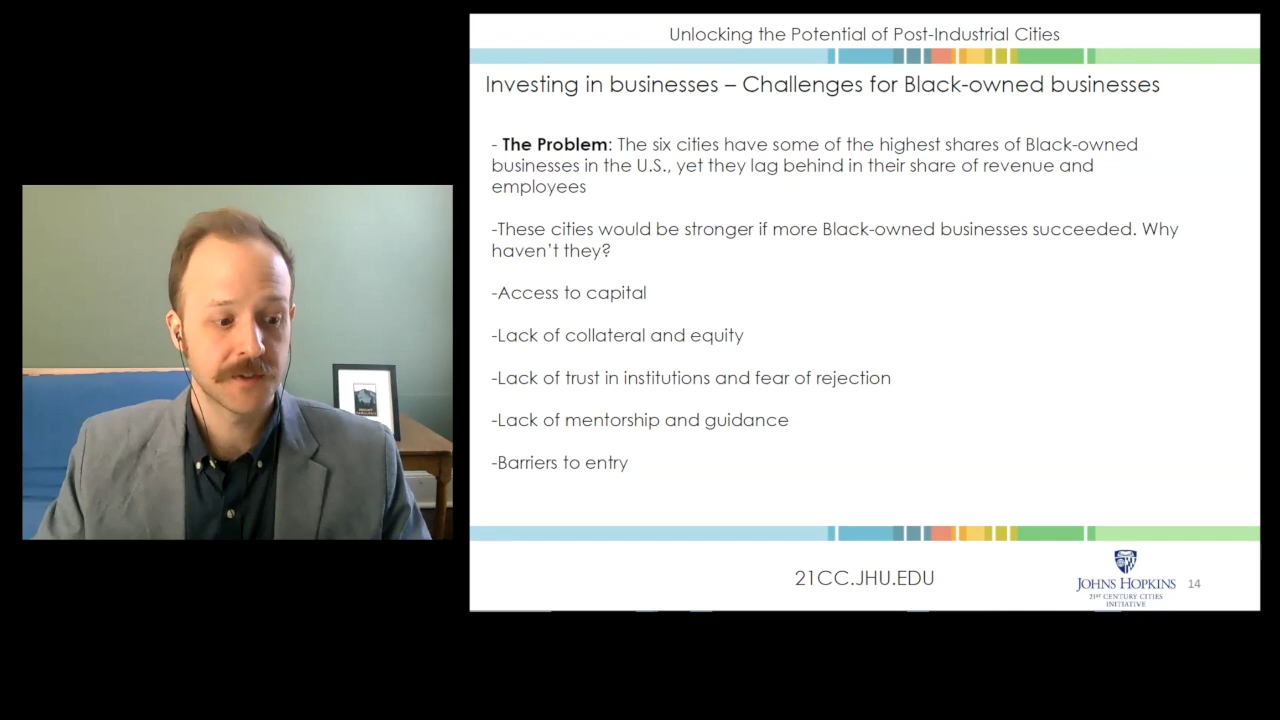 Unlocking the Potential of Post-Industrial Cities
Investing in businesses – Challenges for Black-owned businesses
- The Problem: The six cities have some of the highest shares of Black-owned
businesses in the U.S., yet they lag behind in their share of revenue and
employees
-These cities would be stronger if more Black-owned businesses succeeded. Why
haven't they?
-Access to capital
-Lack of collateral and equity
-Lack of trust in institutions and fear of rejection
-Lack of mentorship and guidance
-Barriers to entry
21CC.JHU.EDU
JOHNS HOPKINS
21ST CENTURY CITIES
INITIATIVE
14